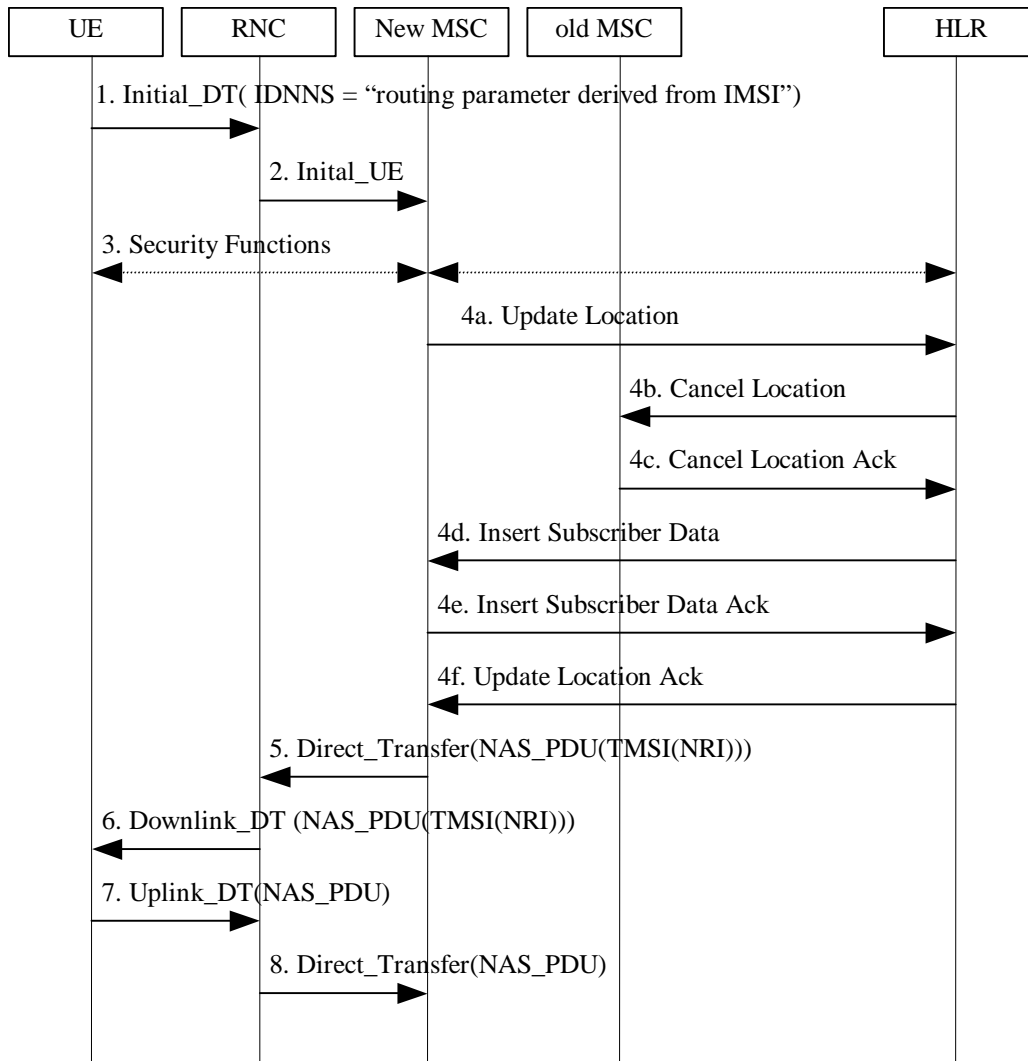 UE
RNC
New MSC
old MSC
HLR
1. Initial_DT( IDNNS = “routing parameter derived from IMSI”)
2. Inital_UE
3. Security Functions
4a. Update Location
4b. Cancel Location
4c. Cancel Location Ack
4d. Insert Subscriber Data
4e. Insert Subscriber Data Ack
4f. Update Location Ack
5. Direct_Transfer(NAS_PDU(TMSI(NRI)))
6. Downlink_DT (NAS_PDU(TMSI(NRI)))
7. Uplink_DT(NAS_PDU)
8. Direct_Transfer(NAS_PDU)